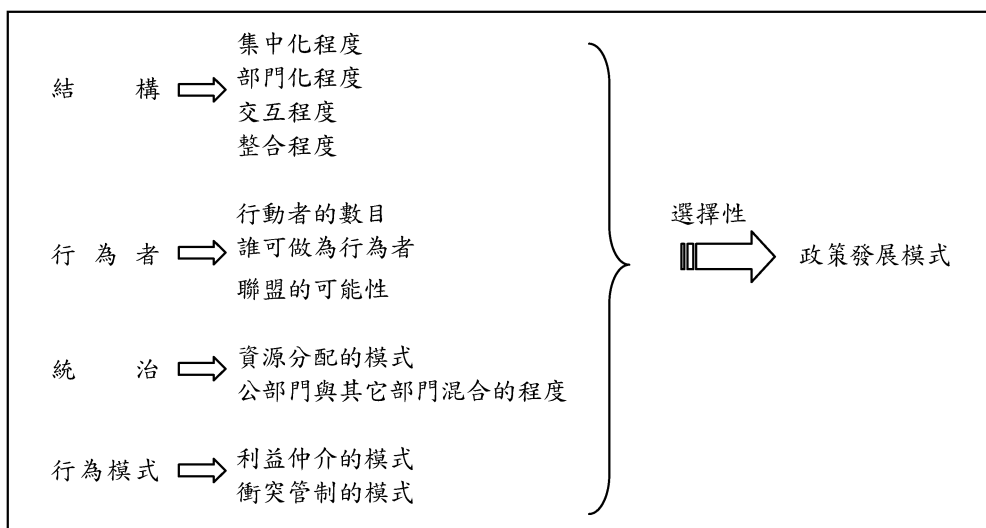 結構
集中化程度
部門化程度
交互程度
整合程度
行為者
行動者的數目
誰可做為行為者
聯盟的可能性
統治
資源分配的模式
公部門與其它部門混合的程度
行為模式
利益仲介的模式
衝突管制的模式
選擇性
政策發展模式